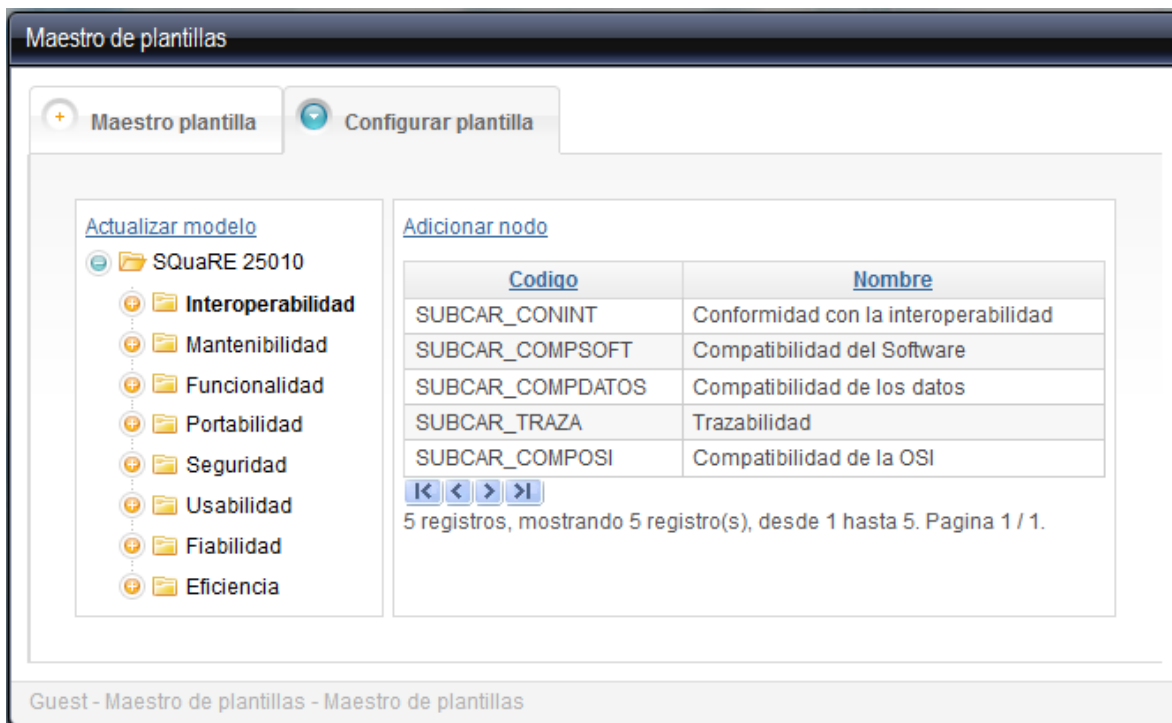 Maestro de plantillas
Maestro plantilla
Configurar plantilla
Actualizar modelo
SQuaRE 25010
Interoperabilidad
Mantenibilidad
Funcionalidad
Portabilidad
Seguridad
Usabilidad
Fiabilidad
Eficiencia
Adicionar nodo
Codigo Nombre
SUBCAR_CONINT Conformidad con la interoperabilidad
SUBCAR_COMPSOFT Compatibilidad del Software
SUBCAR_COMPDATOS Compatibilidad de los datos
SUBCAR_TRAZA Trazabilidad
SUBCAR_COMPOSI Compatibilidad de la OSI
5 registros, mostrando 5 registro(s), desde 1 hasta 5. Pagina 1 / 1.
Guest - Maestro de plantillas - Maestro de plantillas